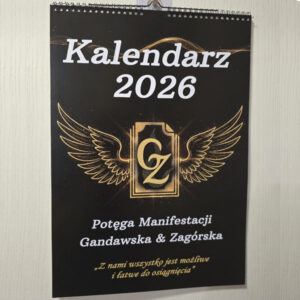 Kalendarz
2026
GZ
Potęga Manifestacji
Gandawska & Zagórska
„Z nami wszystko jest możliwe
i łatwe do osiągnięcia"